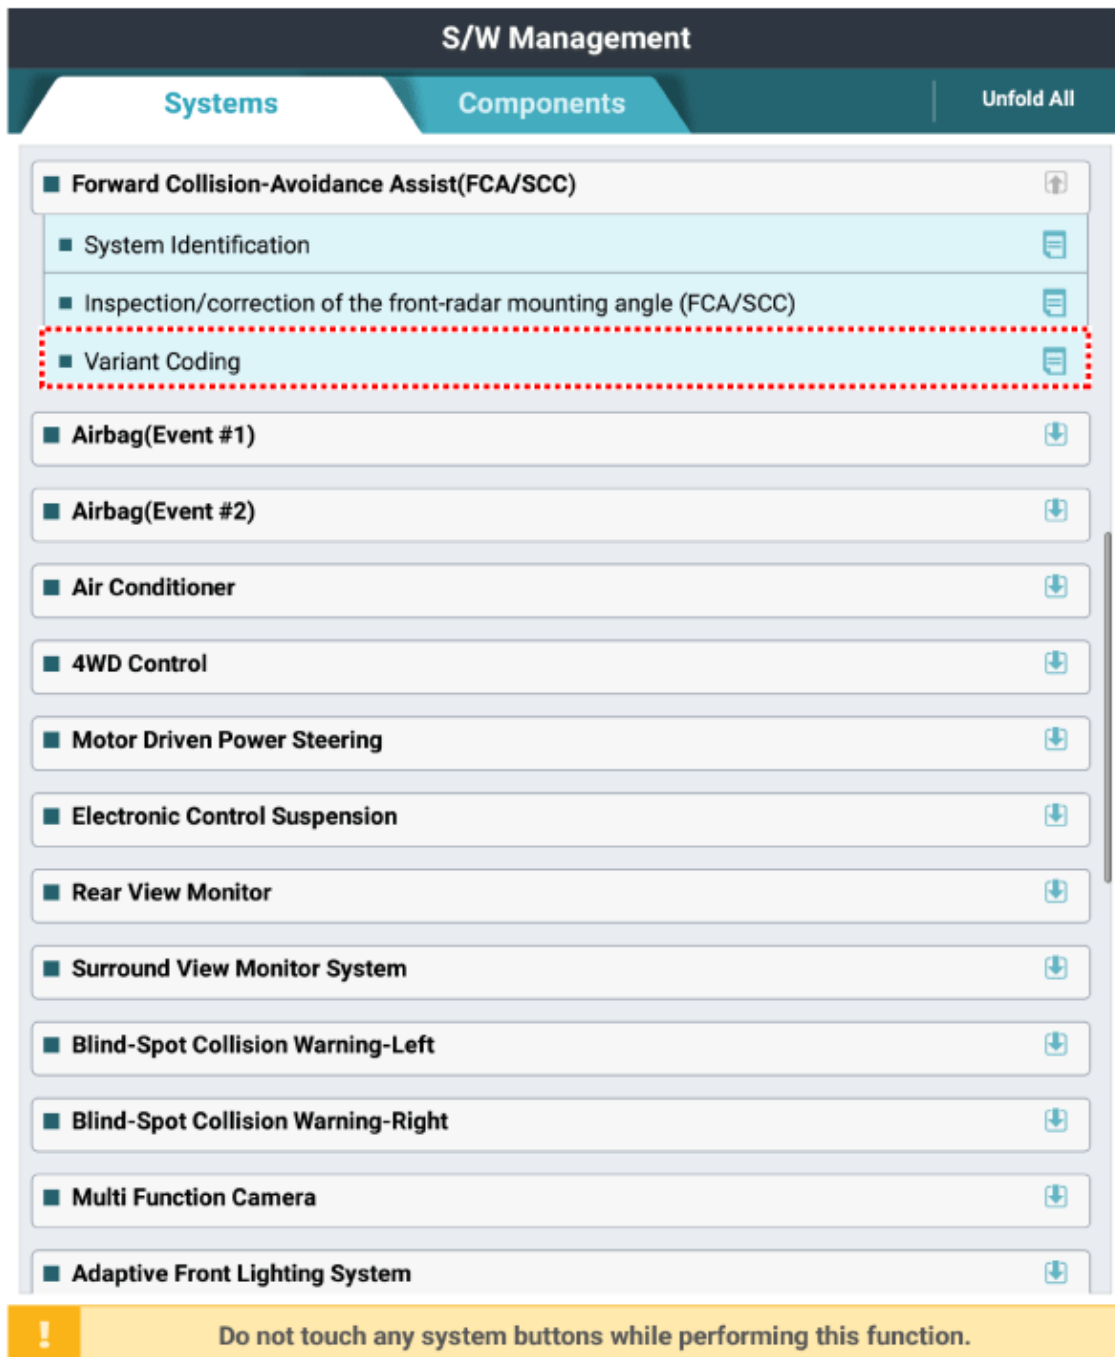 S/W Management
Systems
Components
Unfold All
Forward Collision-Avoidance Assist(FCA/SCC)
System Identification
Inspection/correction of the front-radar mounting angle (FCA/SCC)
Variant Coding
Airbag(Event #1)
Airbag(Event #2)
Air Conditioner
4WD Control
Motor Driven Power Steering
Electronic Control Suspension
Rear View Monitor
Surround View Monitor System
Blind-Spot Collision Warning-Left
Blind-Spot Collision Warning-Right
Multi Function Camera
Adaptive Front Lighting System
! Do not touch any system buttons while performing this function.